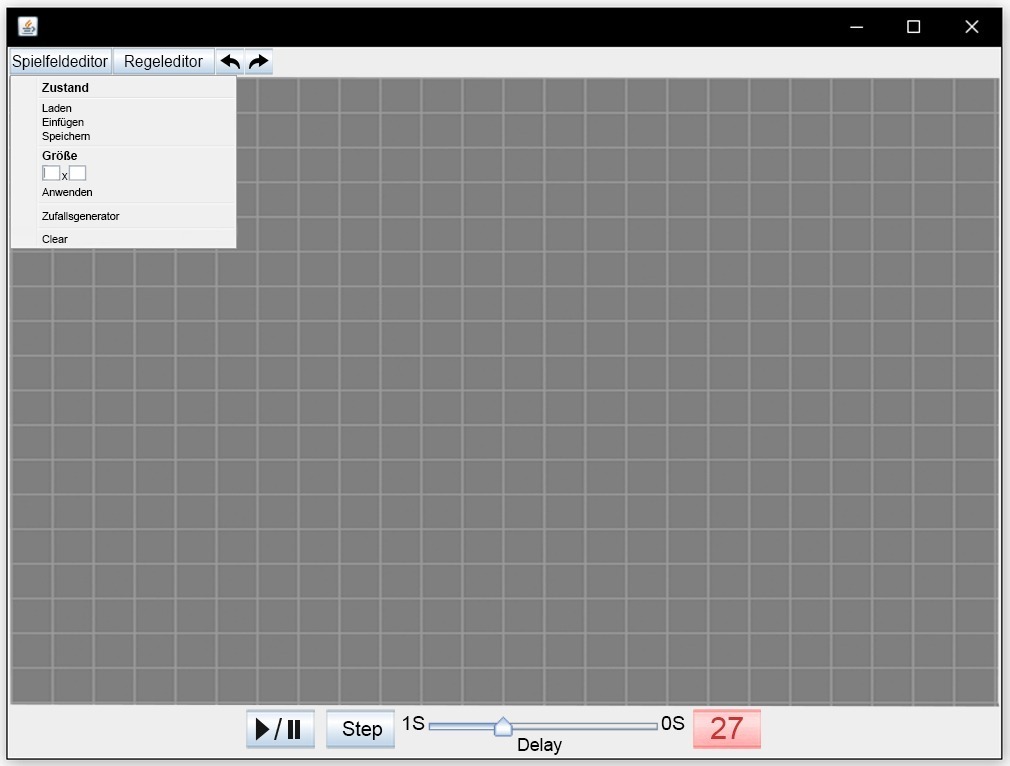 Spielfeldeditor Regeleditor
Zustand
Laden
Einfügen
Speichern
Größe
x
Anwenden
Zufallsgenerator
Clear
Step 1S 0S 27
Delay